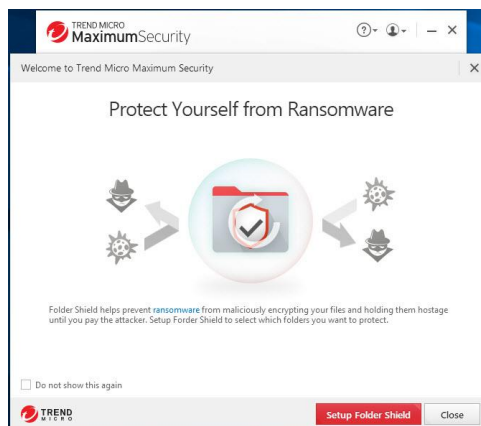 TREND MICRO
MaximumSecurity
Welcome to Trend Micro Maximum Security
Protect Yourself from Ransomware
Folder Shield helps prevent ransomware from maliciously encrypting your files and holding them hostage
until you pay the attacker. Setup Forder Shield to select which folders you want to protect.
Do not show this again
TREND
MICRO
Setup Folder Shield
Close